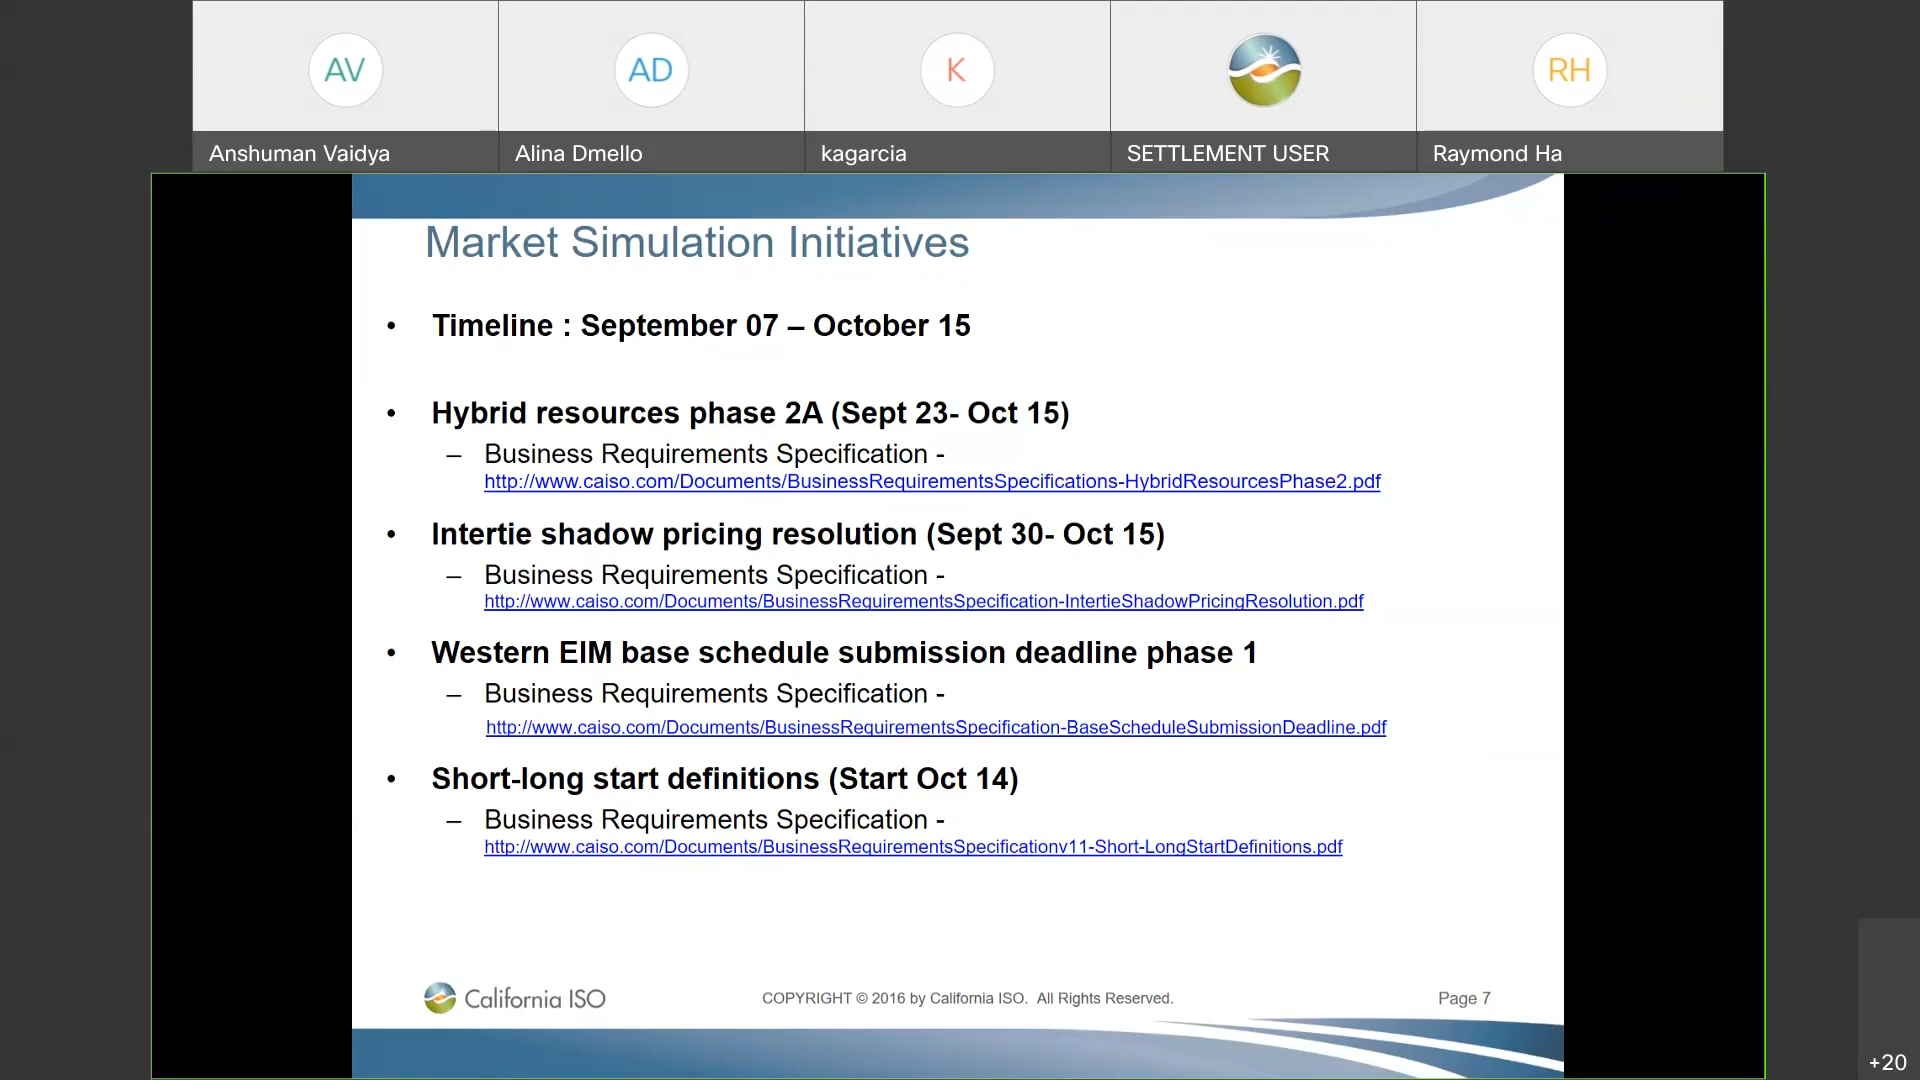 AV
AD
K
RH
Anshuman Vaidya
Alina Dmello
kagarcia
SETTLEMENT USER
Raymond Ha
Market Simulation Initiatives
• Timeline : September 07 – October 15
• Hybrid resources phase 2A (Sept 23- Oct 15)
– Business Requirements Specification -
http://www.caiso.com/Documents/BusinessRequirementsSpecifications-HybridResourcesPhase2.pdf
• Intertie shadow pricing resolution (Sept 30- Oct 15)
– Business Requirements Specification -
http://www.caiso.com/Documents/BusinessRequirementsSpecification-IntertieShadowPricingResolution.pdf
• Western EIM base schedule submission deadline phase 1
– Business Requirements Specification -
http://www.caiso.com/Documents/BusinessRequirementsSpecification-BaseScheduleSubmissionDeadline.pdf
• Short-long start definitions (Start Oct 14)
– Business Requirements Specification -
http://www.caiso.com/Documents/BusinessRequirementsSpecificationv11-Short-LongStartDefinitions.pdf
California ISO
COPYRIGHT © 2016 by California ISO. All Rights Reserved.
Page 7
+20